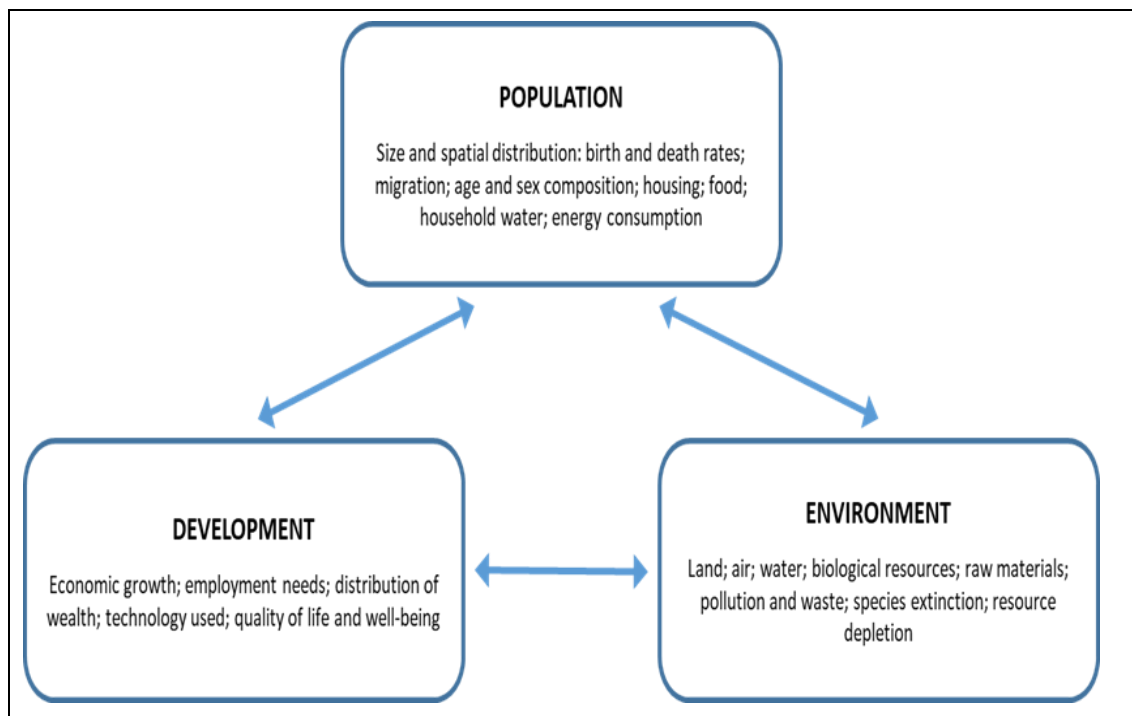 POPULATION
Size and spatial distribution: birth and death rates;
migration; age and sex composition; housing; food;
household water; energy consumption
DEVELOPMENT
Economic growth; employment needs; distribution of
wealth; technology used; quality of life and well-being
ENVIRONMENT
Land; air; water; biological resources; raw materials;
pollution and waste; species extinction; resource
depletion